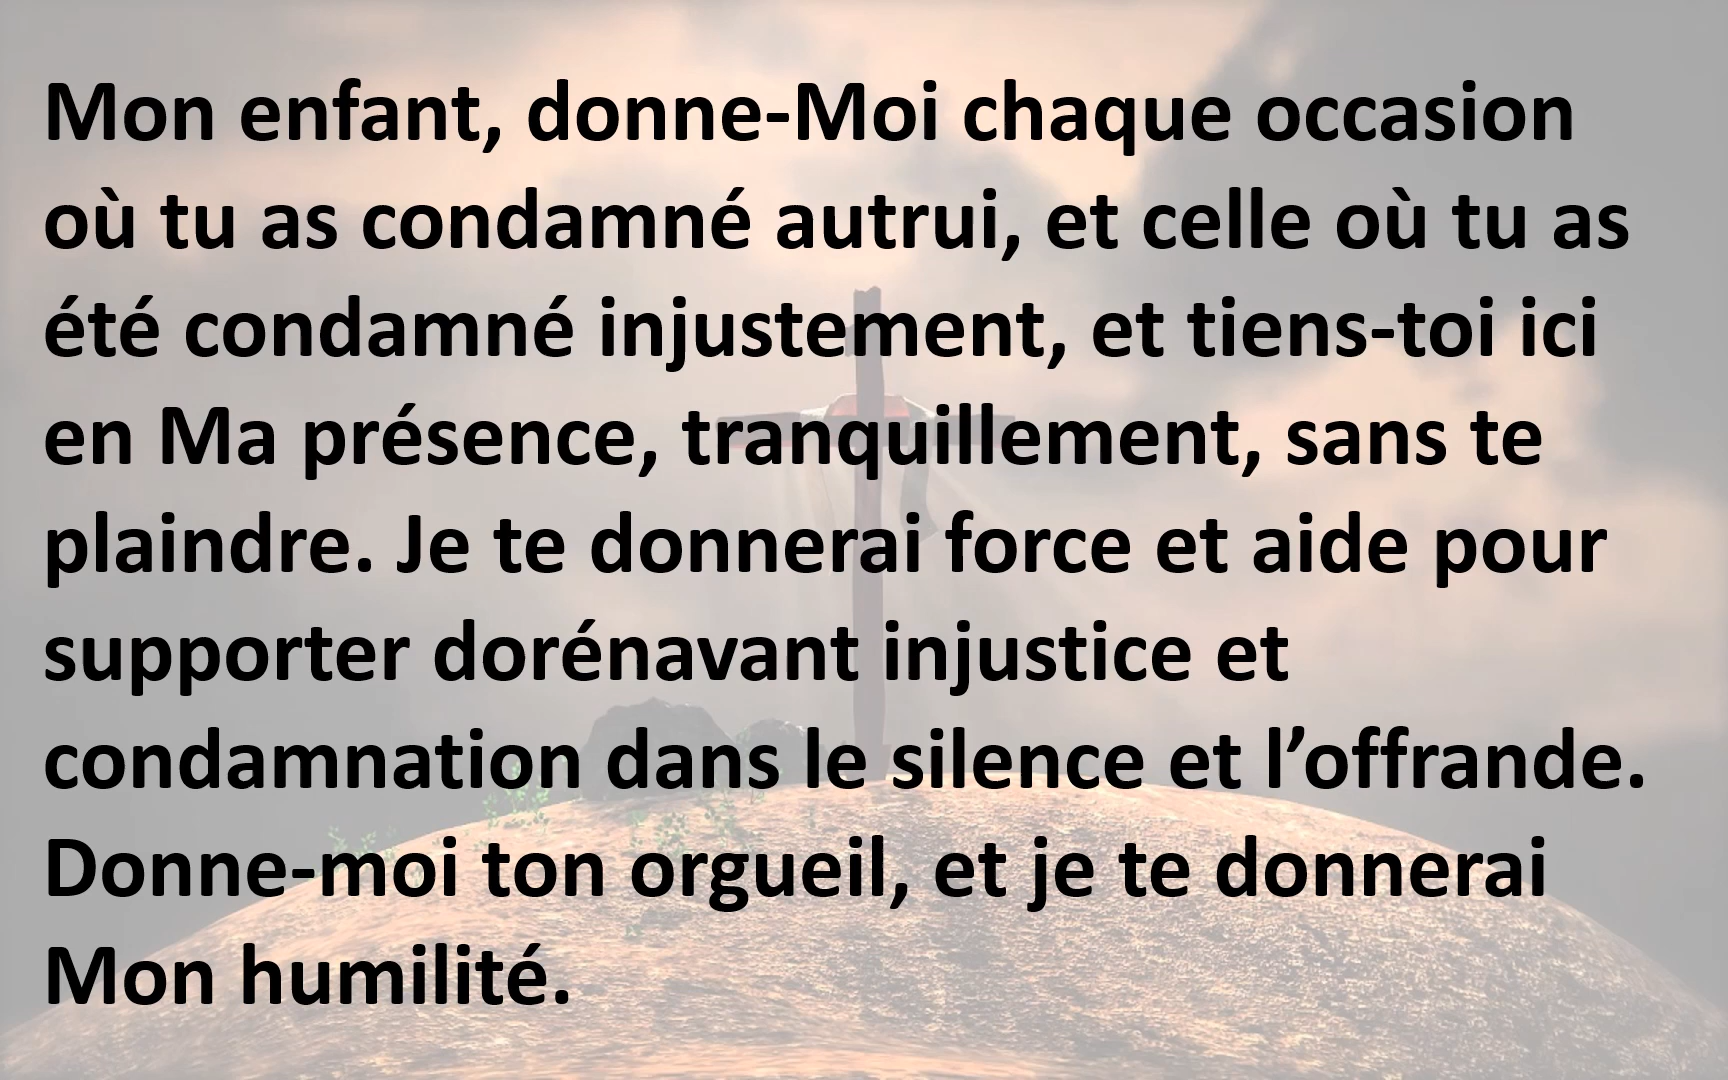 Mon enfant, donne-Moi chaque occasion
où tu as condamné autrui, et celle où tu as
été condamné injustement, et tiens-toi ici
en Ma présence, tranquillement, sans te
plaindre. Je te donnerai force et aide pour
supporter dorénavant injustice et
condamnation dans le silence et l’offrande.
Donne-moi ton orgueil, et je te donnerai
Mon humilité.